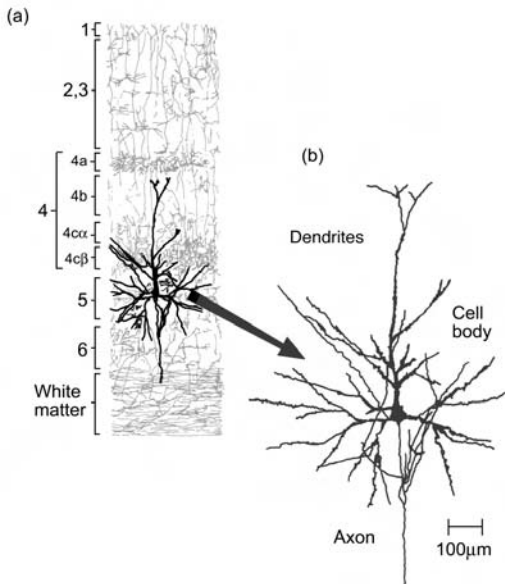 (a)
1
2,3
4a
4
4b
4cα
4cβ
5
6
White
matter
(b)
Dendrites
Cell
body
Axon
100μm